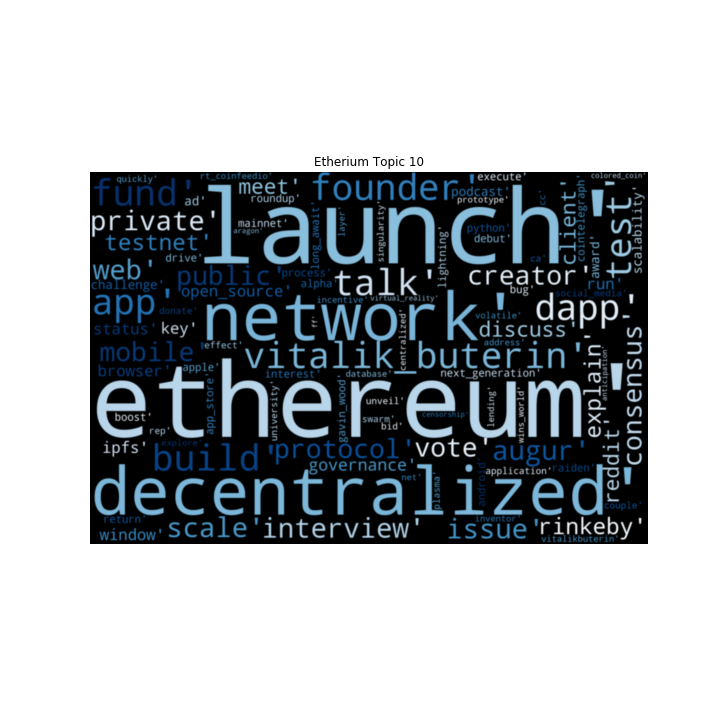 Etherium Topic 10
quickly'
rt_coinfeedio'
execute'
colored_coin'
fund'
ad'
meet'
roundup
founder'
podcast'
prototype'
cc'
test'
private'
launch'
mainnet'
aragon'
long_await'
layer'
singularity'
lightning'
python'
debut'
client'
cointelegraph'
award'
scalability'
testnet'
drive'
web'
challenge'
public'
process'
open_source'
alpha
talk'
creator'
bug'
ca'
run'
social_media'
app'
donate'
incentive'
virtual_reality'
dapp
status'
key'
network'
ff'
centralized'
volatile'
discuss'
address'
mobile
effect'
vitalik_buterin'
consensus
browser'
apple'
interest'
database'
next_generation'
explain
anticipation'
ethereum'
app_store'
university'
gavin_wood
unveil'
swarm'
bid'
censorship'
lending'
wins_world'
boost'
rep'
ipfs'
explore'
build'
protocol'
governance'
vote'
augur'
reddit'
net'
plasma
android'
application'
raiden'
couple'
decentralized'
return'
window'
scale'
interview'
issue'
inventor'
rinkeby'
vitalikbuterin'